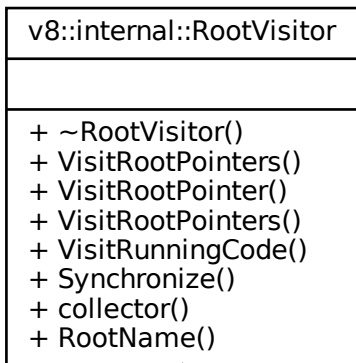 v8::internal::RootVisitor
+ ~RootVisitor()
+ VisitRootPointers()
+ VisitRootPointer()
+ VisitRootPointers()
+ VisitRunningCode()
+ Synchronize()
+ collector()
+ RootName()